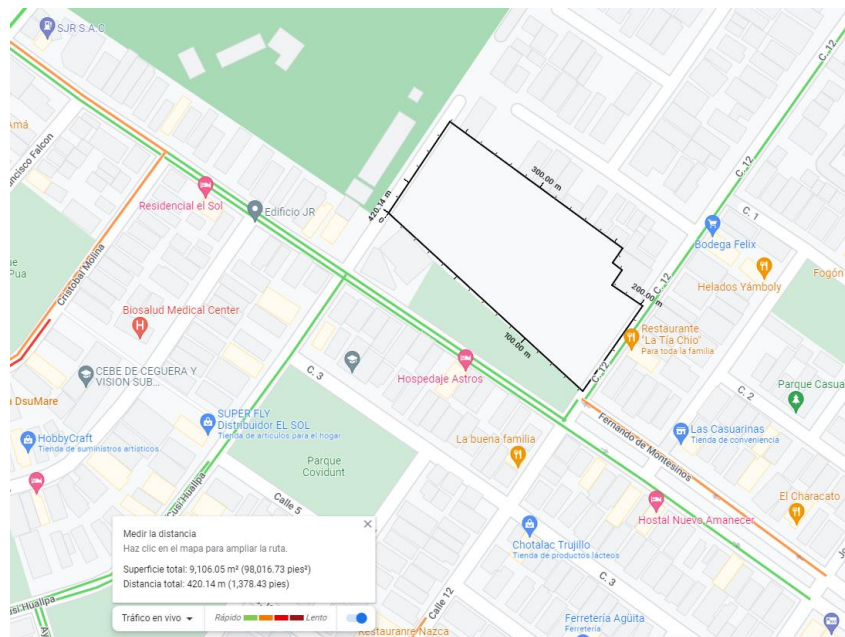 SJR S.A.C
C. 12
Amá
Francisco Falcon
Residencial el Sol
Edificio JR
420.14 m
0
300.00 m
C. 12
C. 1
Bodega Felix
Helados Yámboly
Fogón
Pua
Cristobal Molina
Biosalud Medical Center
200.00 m
C. 12
100.00 m
Restaurante
"La Tía Chío"
Para toda la familia
C. 12
C. 3
Hospedaje Astros
CEBE DE CEGUERA Y
VISION SUB...
DsuMare
C. 2
Parque Casua
SUPER FLY
Distribuidor EL SOL
Tienda de artículos para el hogar
HobbyCraft
Tienda de suministros artísticos
Fernando de Montesinos
Las Casuarinas
Tienda de conveniencia
La buena familia
Parque
Covidunt
Cusi Huallpa
Calle 5
El Characato
Hostal Nuevo Amanecer
Chotalac Trujillo
Tienda de productos lácteos
C. 3
Medir la distancia
Haz clic en el mapa para ampliar la ruta.
Superficie total: 9,106.05 m² (98,016.73 pies²)
Distancia total: 420.14 m (1,378.43 pies)
Tráfico en vivo
Rápido
Lento
Calle 12
Ferretería Agüita
Ferretería
Restauranre Nazca